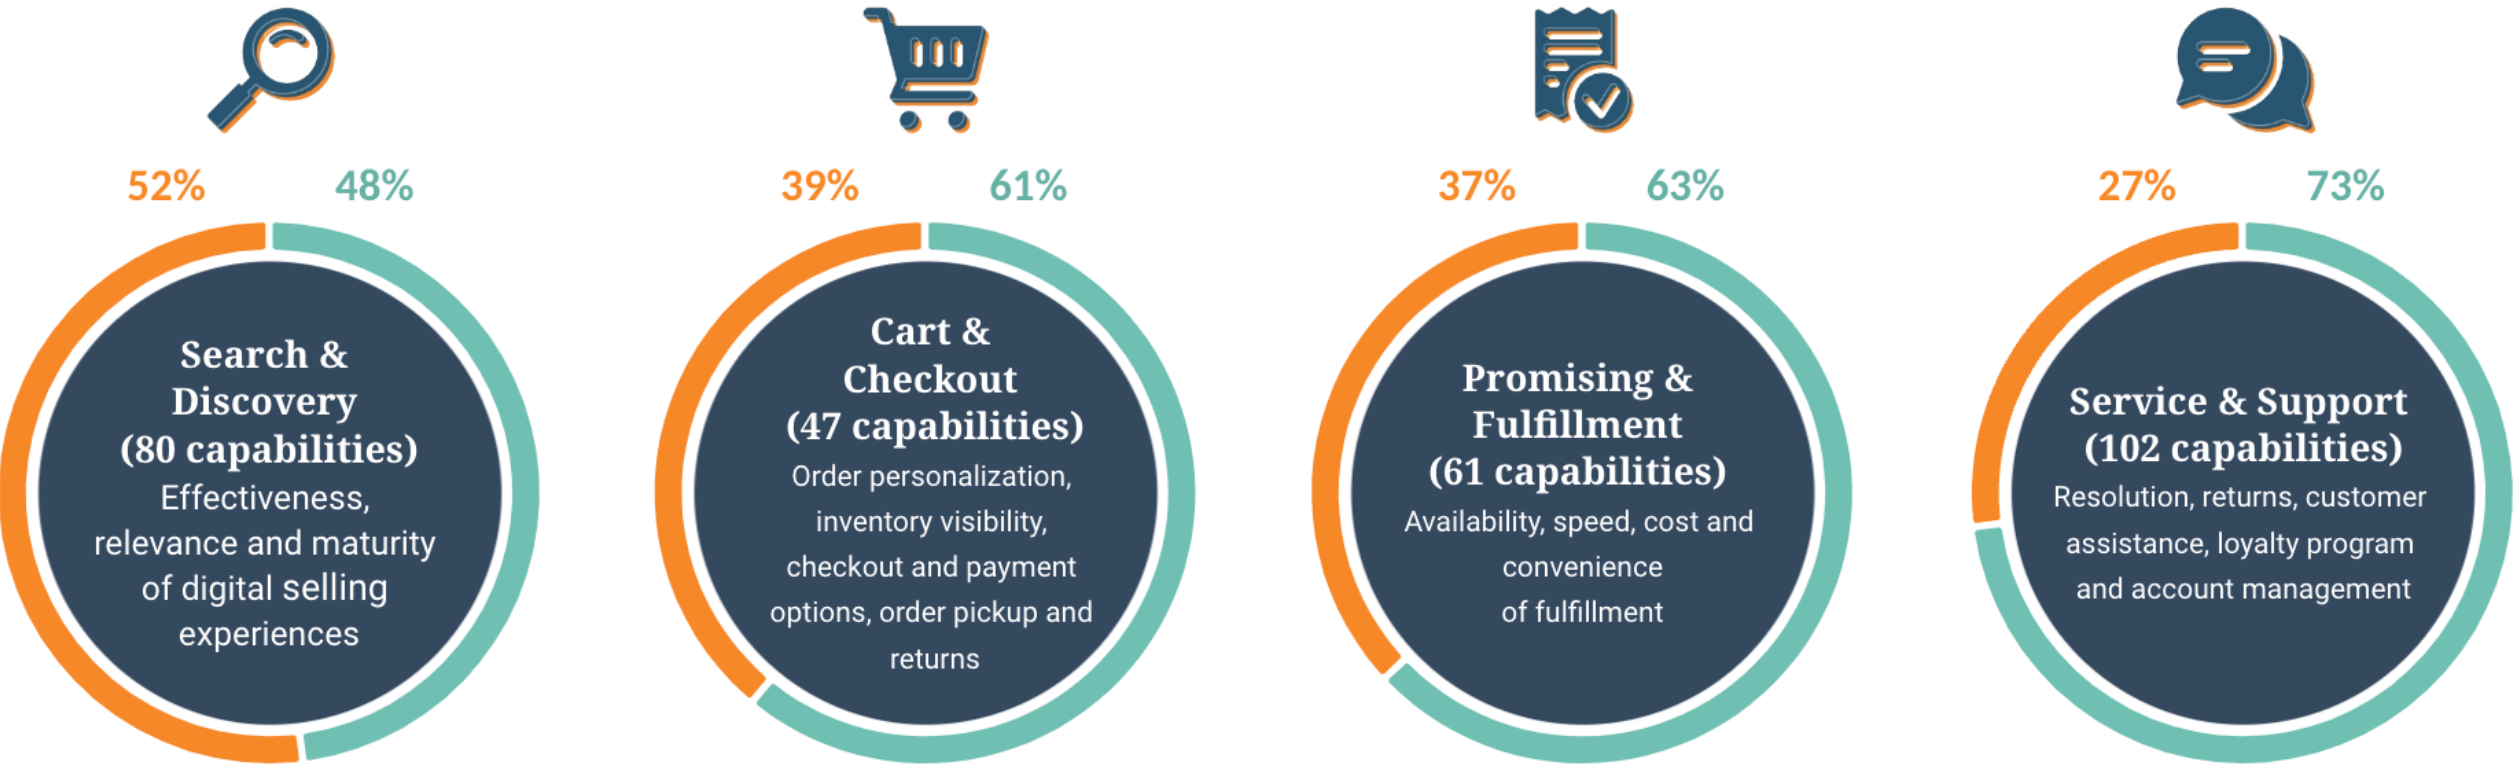 52% 48%
Search &
Discovery
(80 capabilities)
Effectiveness,
relevance and maturity
of digital selling
experiences
39% 61%
Cart &
Checkout
(47 capabilities)
Order personalization,
inventory visibility,
checkout and payment
options, order pickup and
returns
37% 63%
Promising &
Fulfillment
(61 capabilities)
Availability, speed, cost and
convenience
of fulfillment
27% 73%
Service & Support
(102 capabilities)
Resolution, returns, customer
assistance, loyalty program
and account management